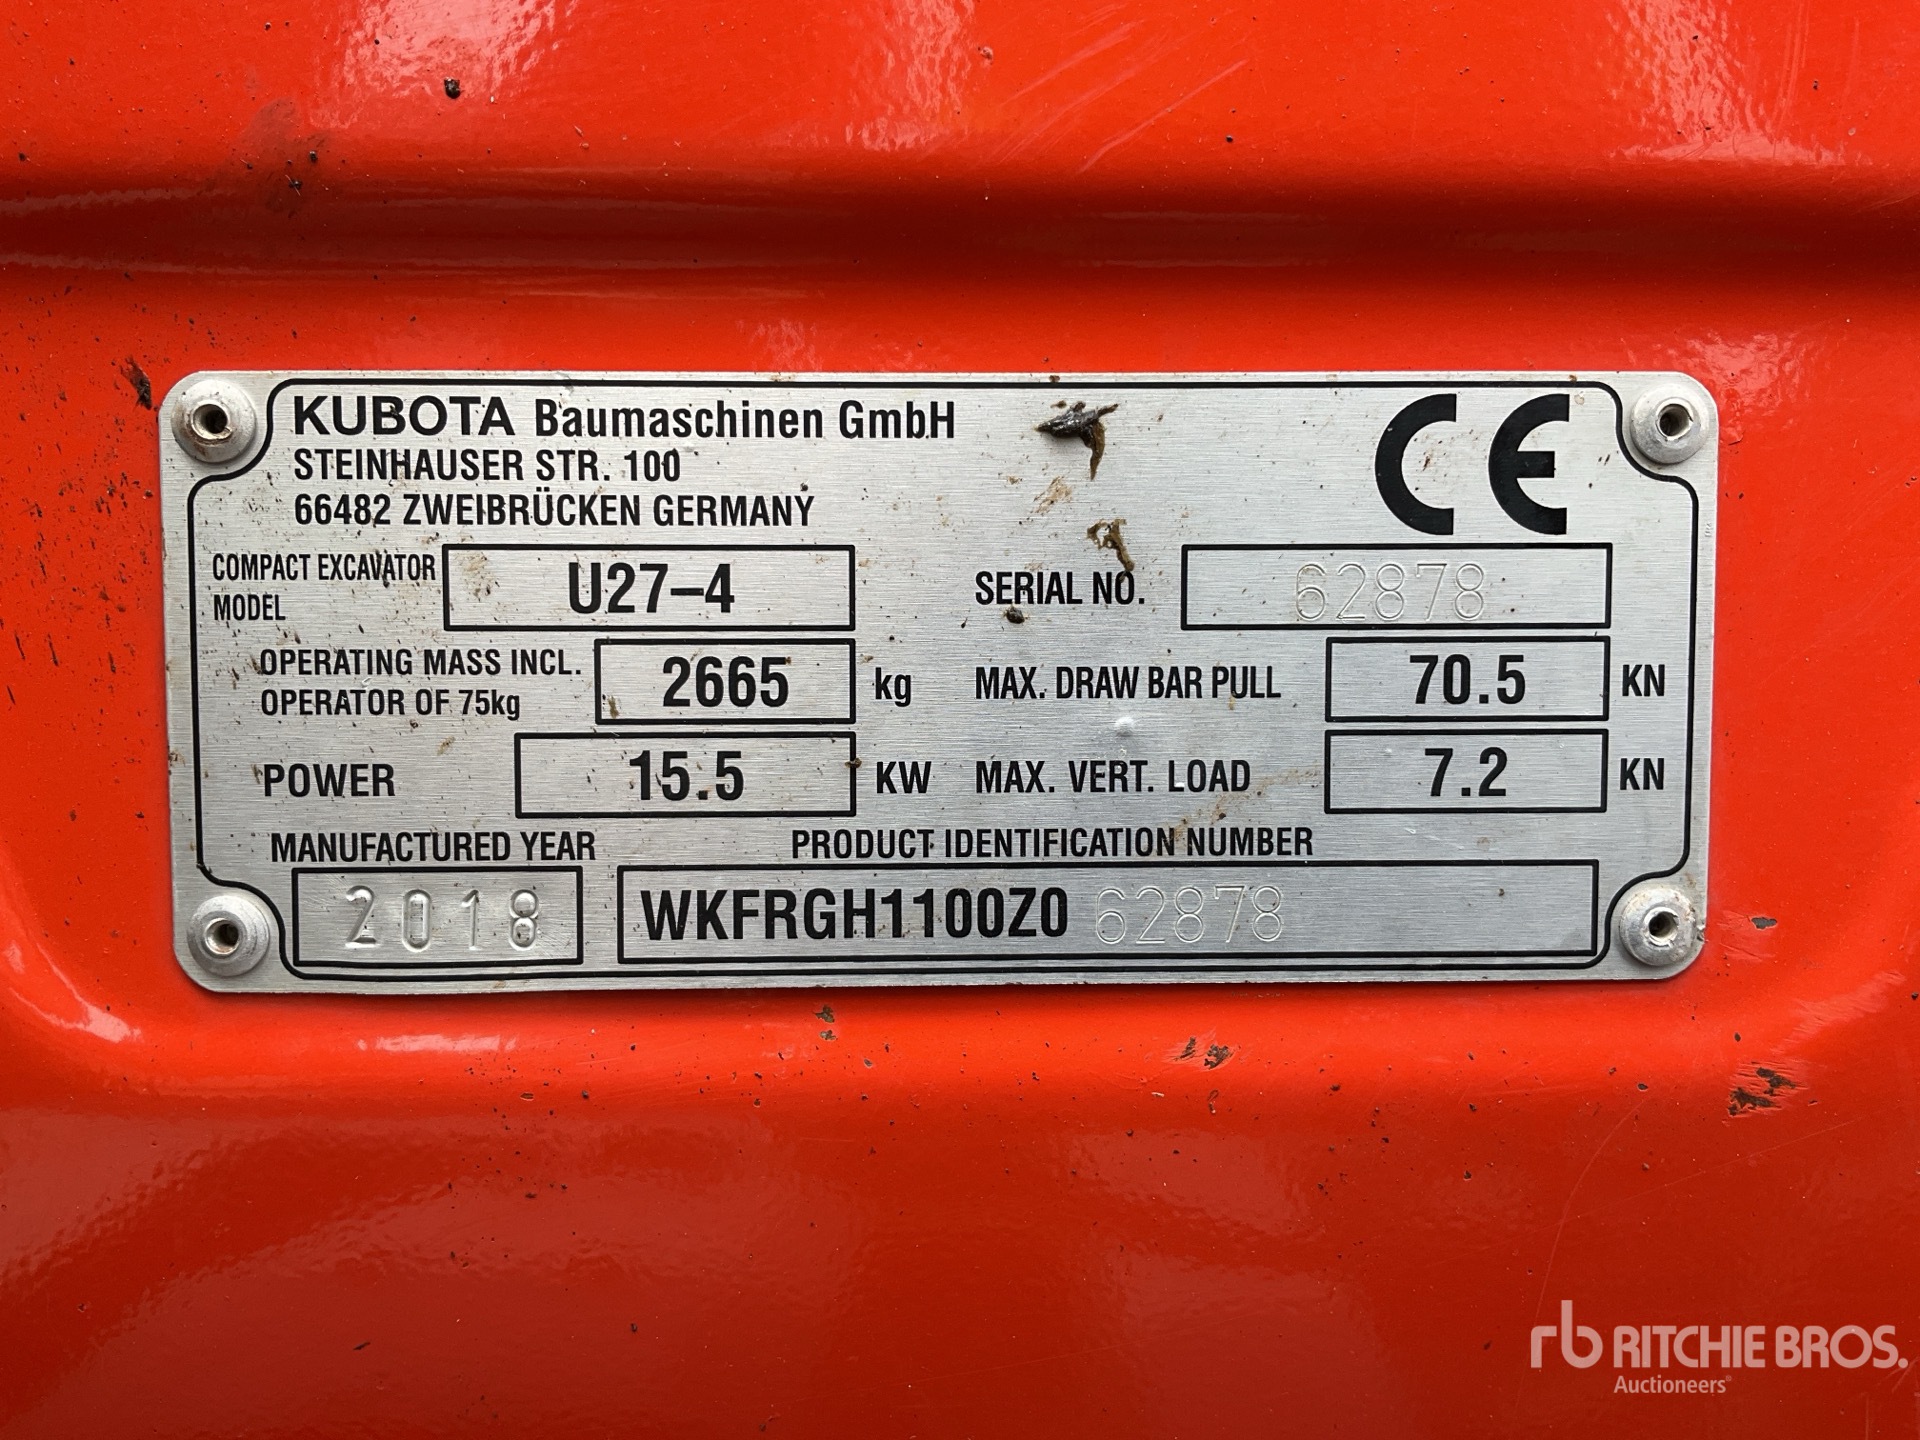 KUBOTA Baumaschinen GmbH
STEINHAUSER STR. 100
66482 ZWEIBRÜCKEN GERMANY
CE
COMPACT EXCAVATOR MODEL U27-4
SERIAL NO. 62878
OPERATING MASS INCL. OPERATOR OF 75kg 2665 kg
MAX. DRAW BAR PULL 70.5 KN
POWER 15.5 KW
MAX. VERT. LOAD 7.2 KN
MANUFACTURED YEAR
2018
PRODUCT IDENTIFICATION NUMBER
WKFRGH1100Z0 62878
rb RITCHIE BROS.
Auctioneers®